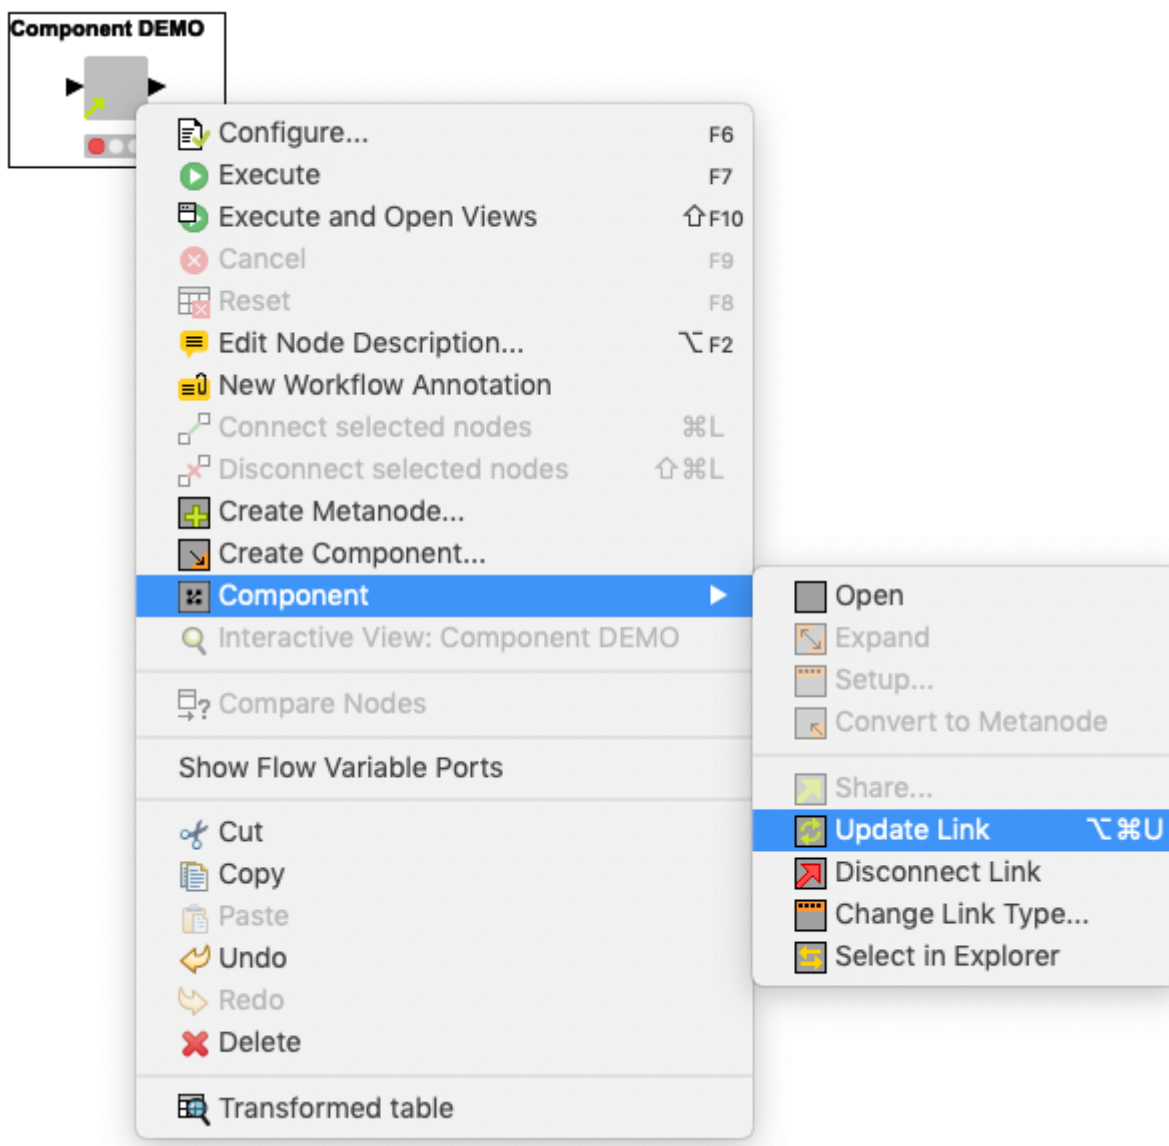 Component DEMO
Configure... F6
Execute F7
Execute and Open Views ⇧F10
Cancel F9
Reset F8
Edit Node Description... ⌥F2
New Workflow Annotation
Connect selected nodes ⌘L
Disconnect selected nodes ⇧⌘L
Create Metanode...
Create Component...
Component ▶
Interactive View: Component DEMO
Compare Nodes
Show Flow Variable Ports
Cut
Copy
Paste
Undo
Redo
Delete
Transformed table
Open
Expand
Setup...
Convert to Metanode
Share...
Update Link ⌥⌘U
Disconnect Link
Change Link Type...
Select in Explorer